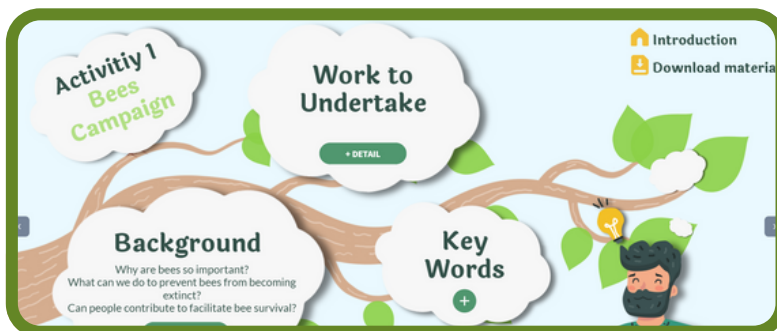 Activitiy 1
Bees
Campaign
Work to
Undertake
+ DETAIL
Introduction
Download materia
Background
Why are bees so important?
What can we do to prevent bees from becoming
extinct?
Can people contribute to facilitate bee survival?
Key
Words
+